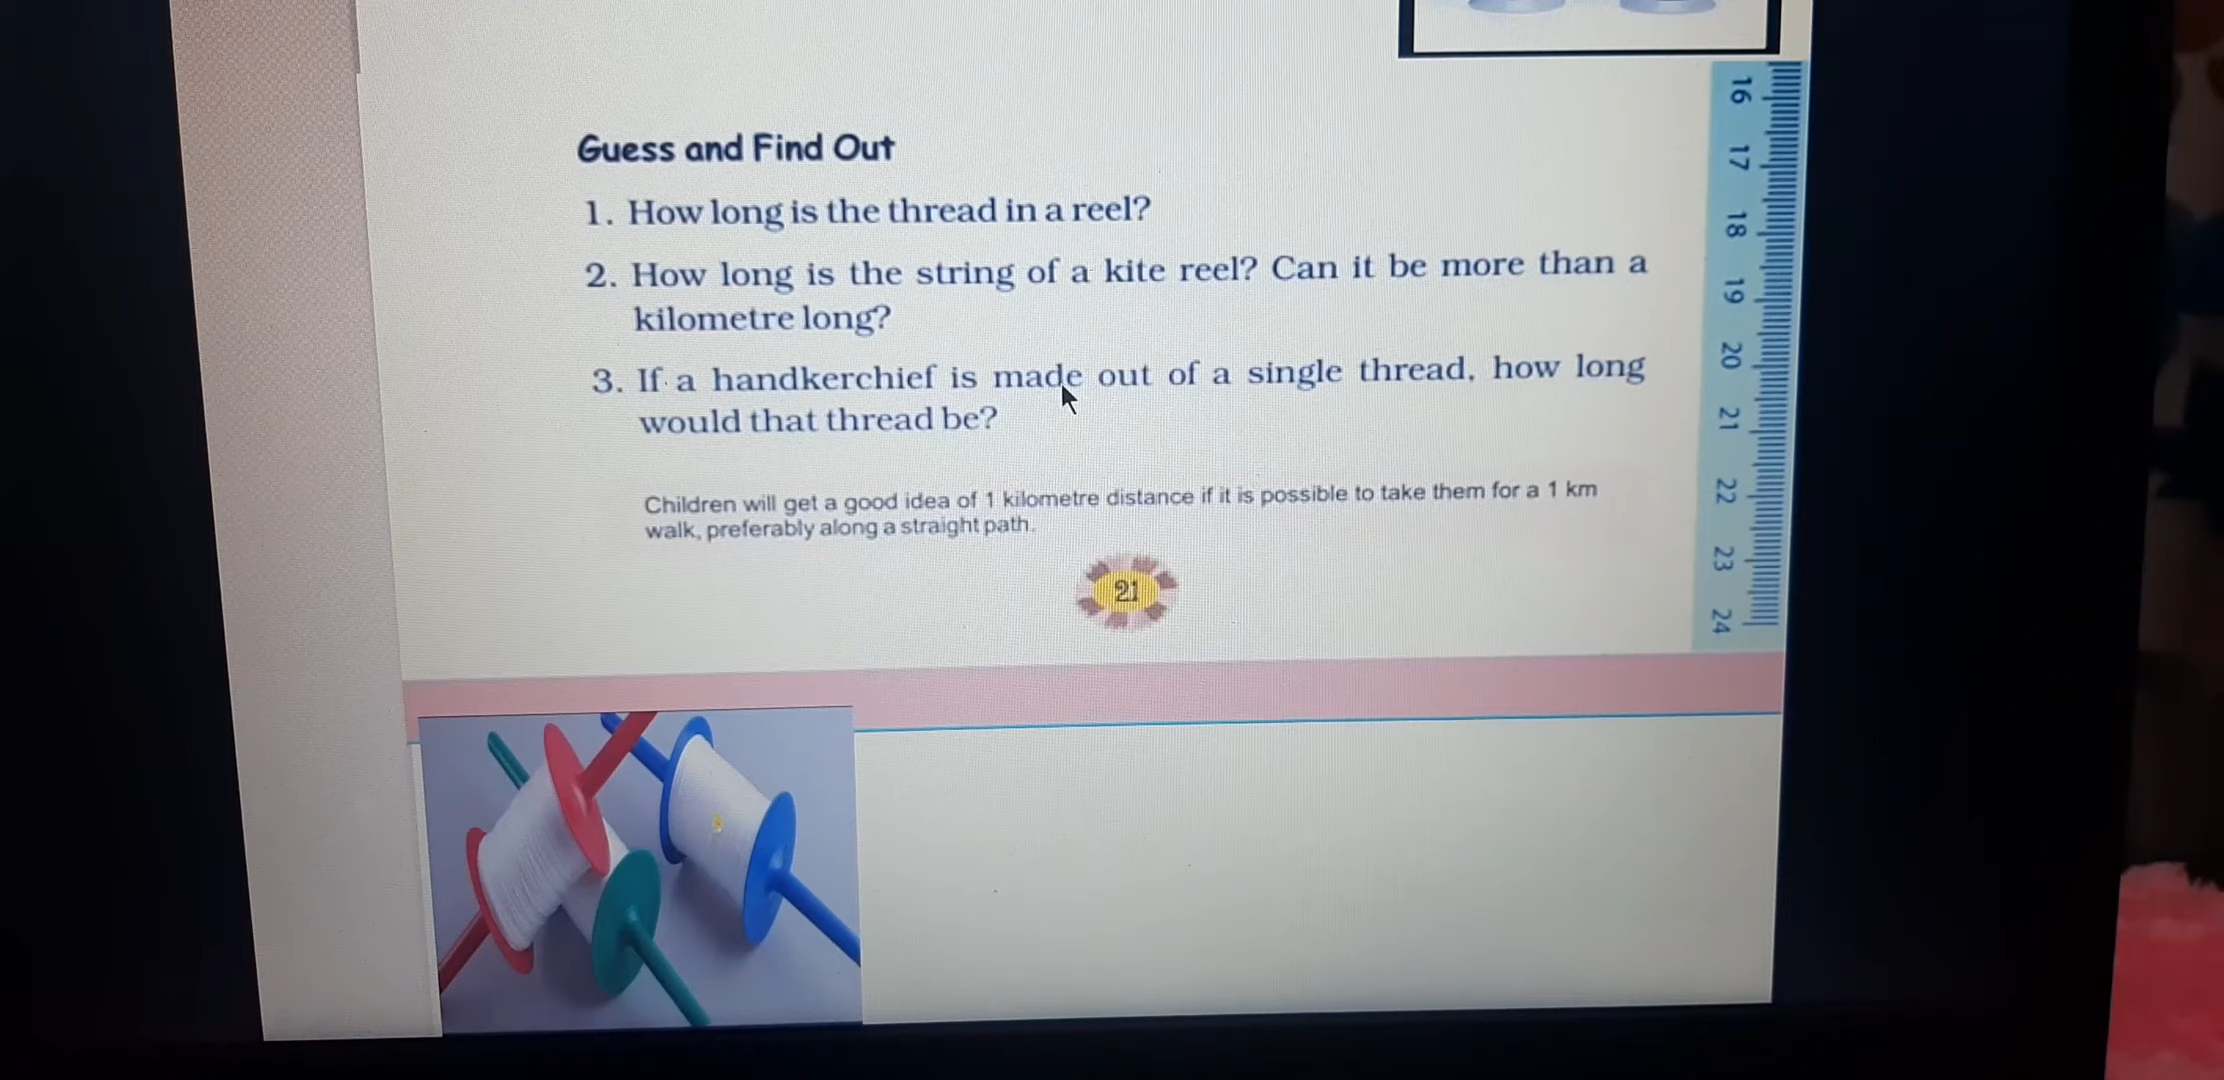 Guess and Find Out
1. How long is the thread in a reel?
2. How long is the string of a kite reel? Can it be more than a
kilometre long?
3. If a handkerchief is made out of a single thread, how long
would that thread be?
Children will get a good idea of 1 kilometre distance if it is possible to take them for a 1 km
walk, preferably along a straight path.
21
16
17
18
19
20
21
22
23
24